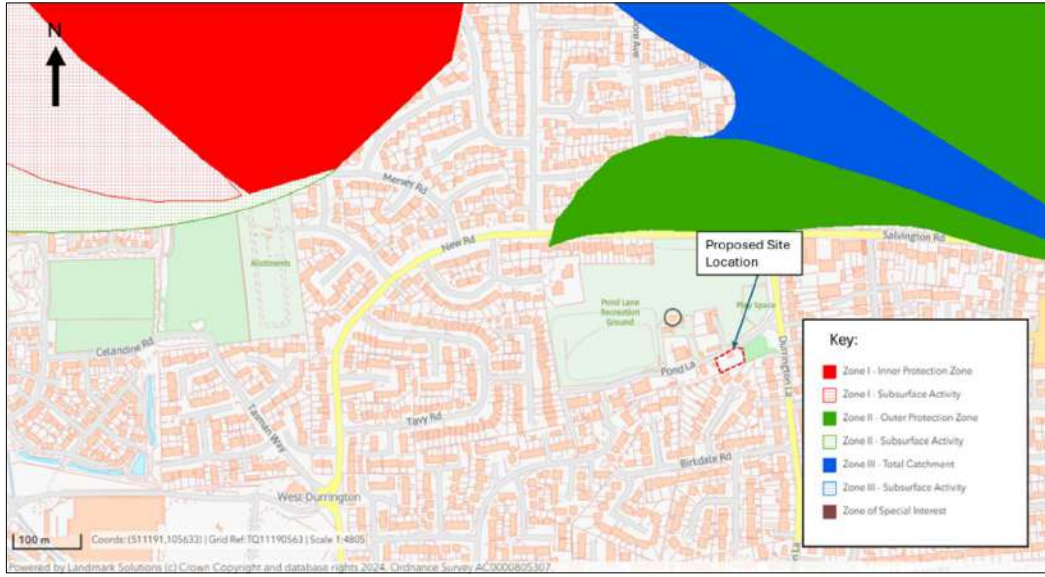 N
Mersey Rd
New Rd
Salvington Rd
Allotments
Proposed Site
Location
Pond Lane
Recreation
Ground
Play Space
Celandine Rd
Pond La
Durrington La
Tasman Way
Tavy Rd
Birkdale Rd
West Durrington
Key:
Zone I - Inner Protection Zone
Zone I - Subsurface Activity
Zone II - Outer Protection Zone
Zone II - Subsurface Activity
Zone III - Total Catchment
Zone III - Subsurface Activity
Zone of Special Interest
100 m
Coords: (511191,105633) | Grid Ref:TQ11190563 | Scale 1:4805
Powered by Landmark Solutions (c) Crown Copyright and database rights 2024. Ordnance Survey AC0000805307.